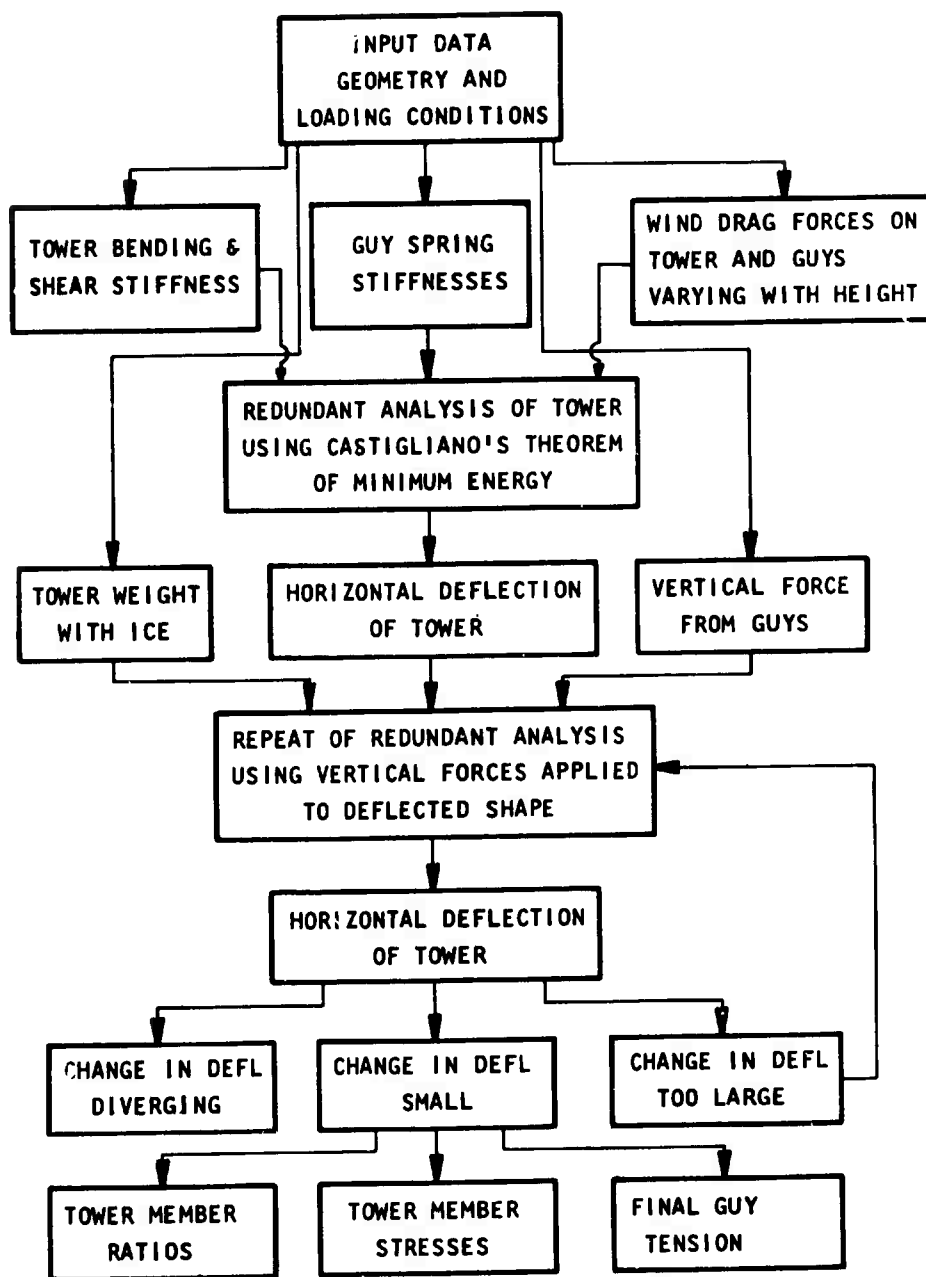 INPUT DATA
GEOMETRY AND
LOADING CONDITIONS
TOWER BENDING &
SHEAR STIFFNESS
GUY SPRING
STIFFNESSES
WIND DRAG FORCES ON
TOWER AND GUYS
VARYING WITH HEIGHT
REDUNDANT ANALYSIS OF TOWER
USING CASTIGLIANO'S THEOREM
OF MINIMUM ENERGY
TOWER WEIGHT
WITH ICE
HORIZONTAL DEFLECTION
OF TOWER
VERTICAL FORCE
FROM GUYS
REPEAT OF REDUNDANT ANALYSIS
USING VERTICAL FORCES APPLIED
TO DEFLECTED SHAPE
HORIZONTAL DEFLECTION
OF TOWER
CHANGE IN DEFL
DIVERGING
CHANGE IN DEFL
SMALL
CHANGE IN DEFL
TOO LARGE
TOWER MEMBER
RATIOS
TOWER MEMBER
STRESSES
FINAL GUY
TENSION